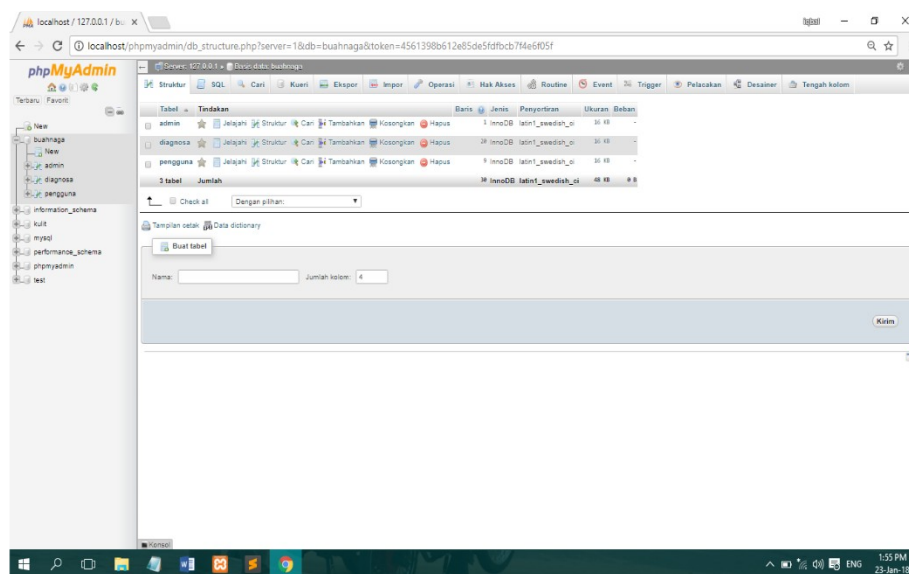 localhost / 127.0.0.1 / bu
localhost/phpmyadmin/db_structure.php?server=1&db=buahnaga&token=4561398b612e85de5fdfbcb7f4e6f05f
phpMyAdmin
Terbaru Favorit
New
buahnaga
New
admin
diagnosa
pengguna
information_schema
kulit
mysql
performance_schema
phpmyadmin
test
Server: 127.0.0.1 » Basis data: buahnaga
Struktur SQL Cari Kueri Ekspor Impor Operasi Hak Akses Routine Event Trigger Pelacakan Desainer Tengah kolom
Tabel Tindakan Baris Jenis Penyortiran Ukuran Beban
admin Jelajahi Struktur Cari Tambahkan Kosongkan Hapus 1 InnoDB latin1_swedish_ci 16 KB -
diagnosa Jelajahi Struktur Cari Tambahkan Kosongkan Hapus 20 InnoDB latin1_swedish_ci 16 KB -
pengguna Jelajahi Struktur Cari Tambahkan Kosongkan Hapus 9 InnoDB latin1_swedish_ci 16 KB -
3 tabel Jumlah 30 InnoDB latin1_swedish_ci 48 KB 0 B
Check all Dengan pilihan:
Tampilan cetak Data dictionary
Buat tabel
Nama: Jumlah kolom: 4
Kirim
Konsol
ENG
1:55 PM
23-Jan-18